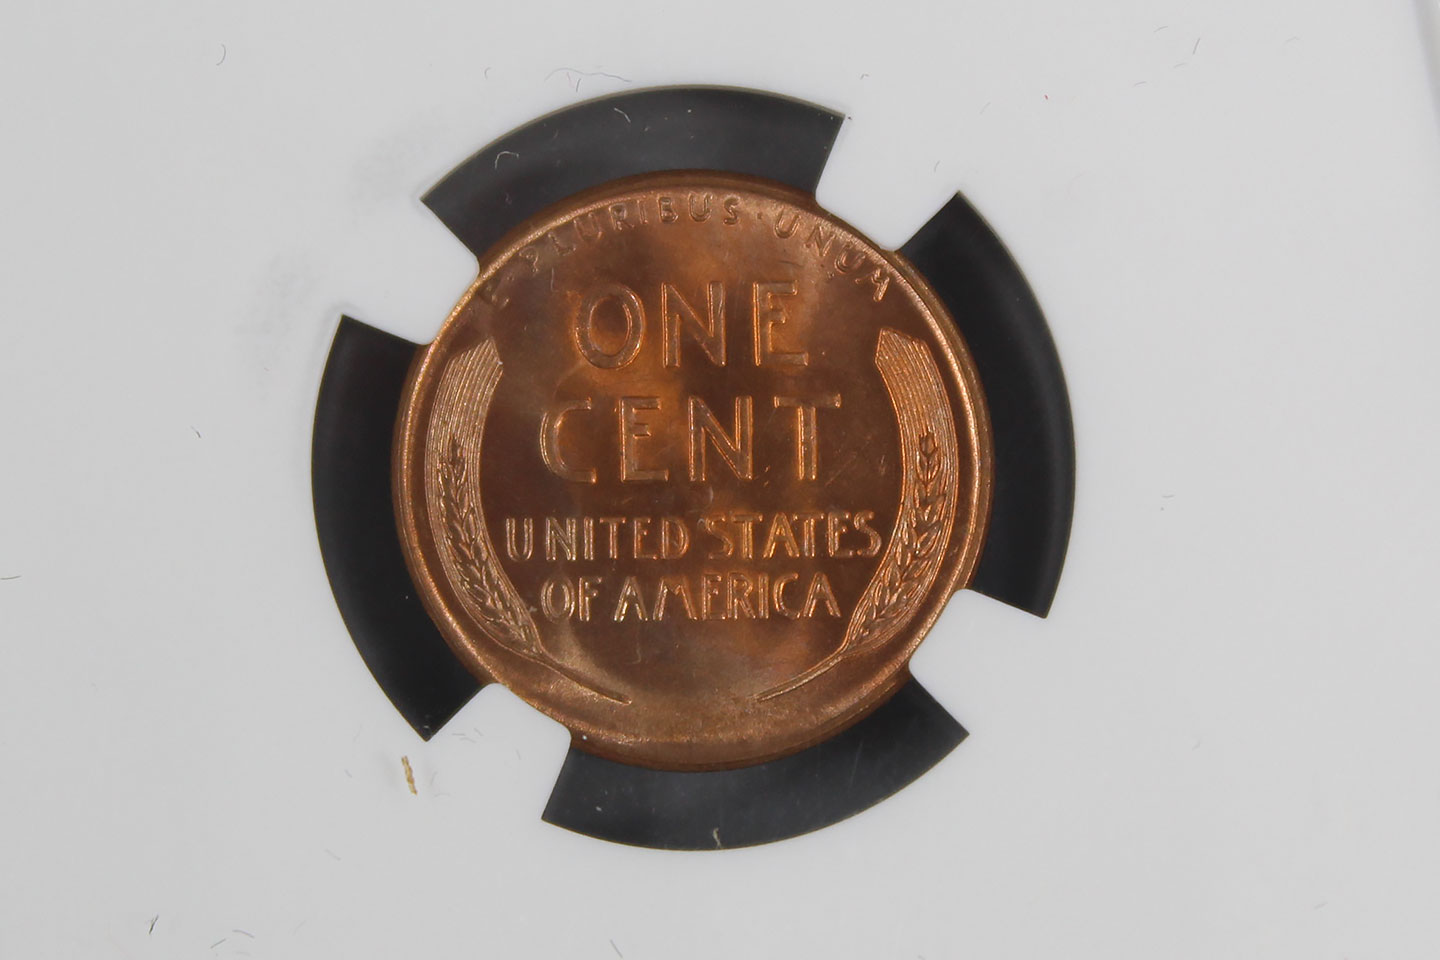 E·PLURIBUS·UNUM
ONE
CENT
UNITED STATES
OF AMERICA